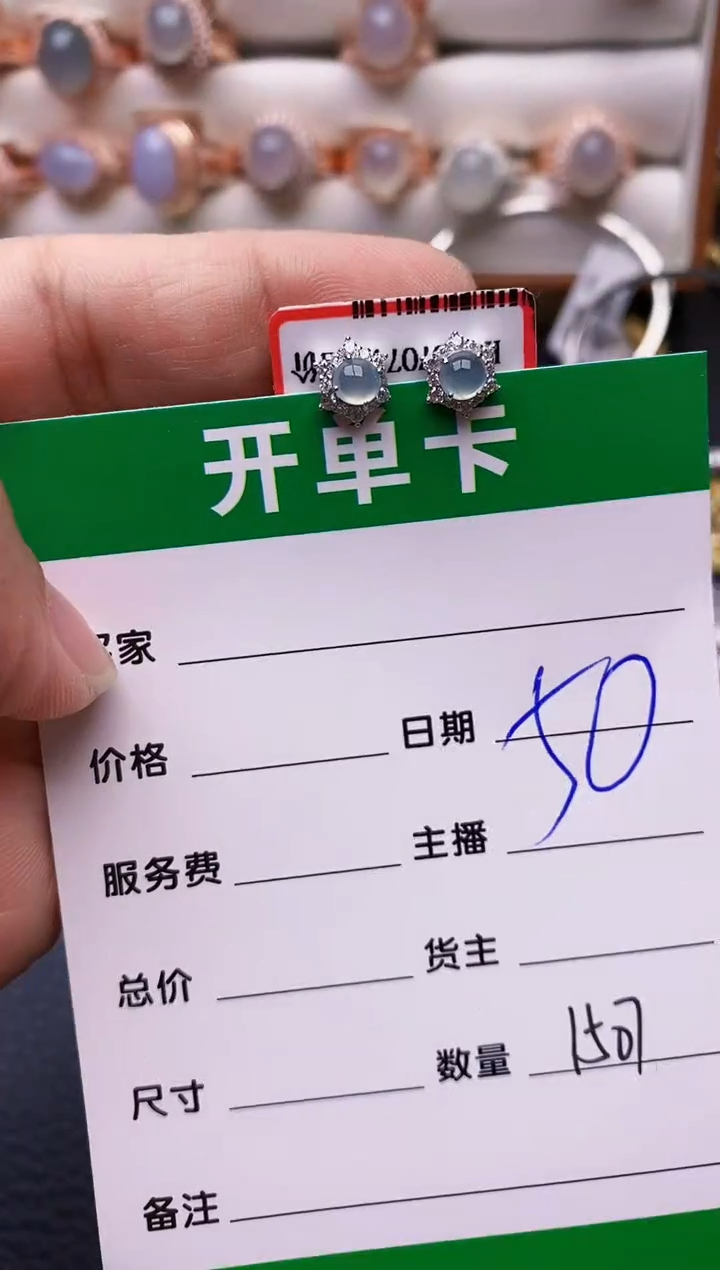 开单卡
家
价格 日期 50
服务费 主播
总价 货主
尺寸 数量 1507
备注